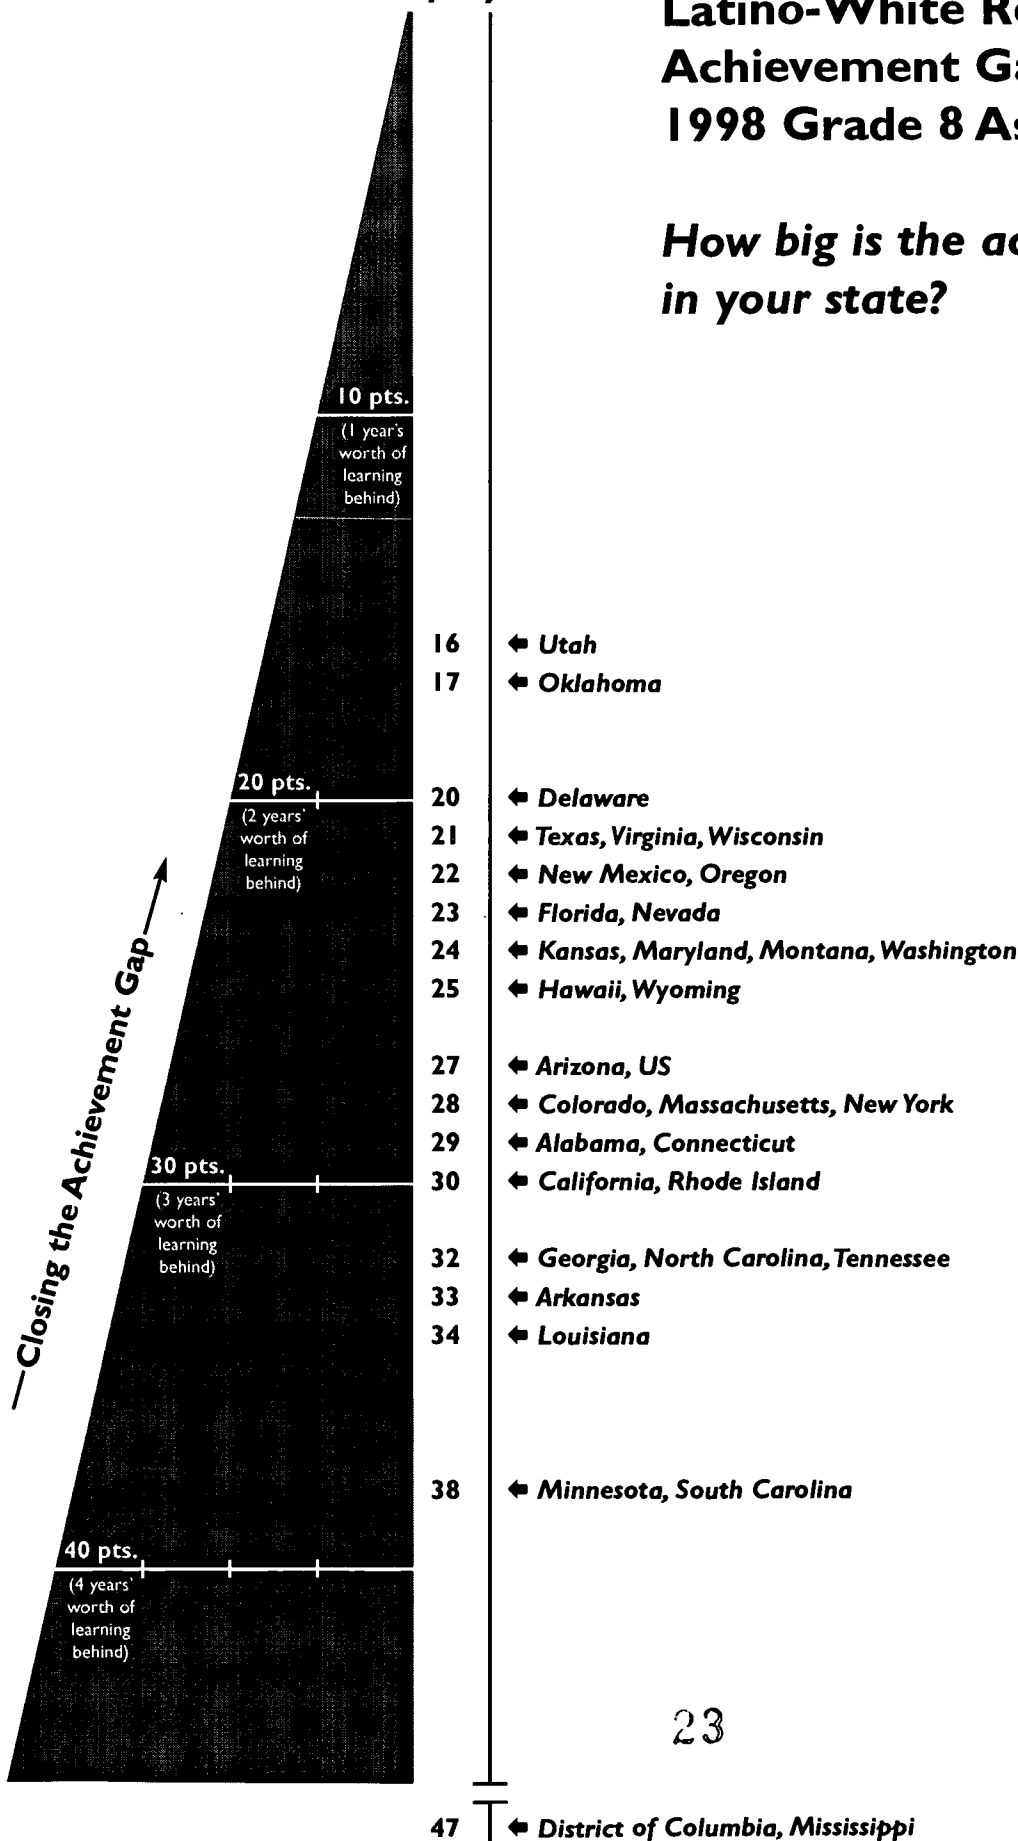 Latino-White
Achievement
1998 Grade 8
How big is the
in your state?
10 pts.
(1 year's
worth of
learning
behind)
16 Utah
17 Oklahoma
20 pts.
(2 years'
worth of
learning
behind)
20 Delaware
21 Texas, Virginia, Wisconsin
22 New Mexico, Oregon
23 Florida, Nevada
24 Kansas, Maryland, Montana, Washington
25 Hawaii, Wyoming
27 Arizona, US
28 Colorado, Massachusetts, New York
29 Alabama, Connecticut
Closing the Achievement Gap
30 pts.
(3 years'
worth of
learning
behind)
30 California, Rhode Island
32 Georgia, North Carolina, Tennessee
33 Arkansas
34 Louisiana
38 Minnesota, South Carolina
40 pts.
(4 years'
worth of
learning
behind)
23
47 District of Columbia, Mississippi